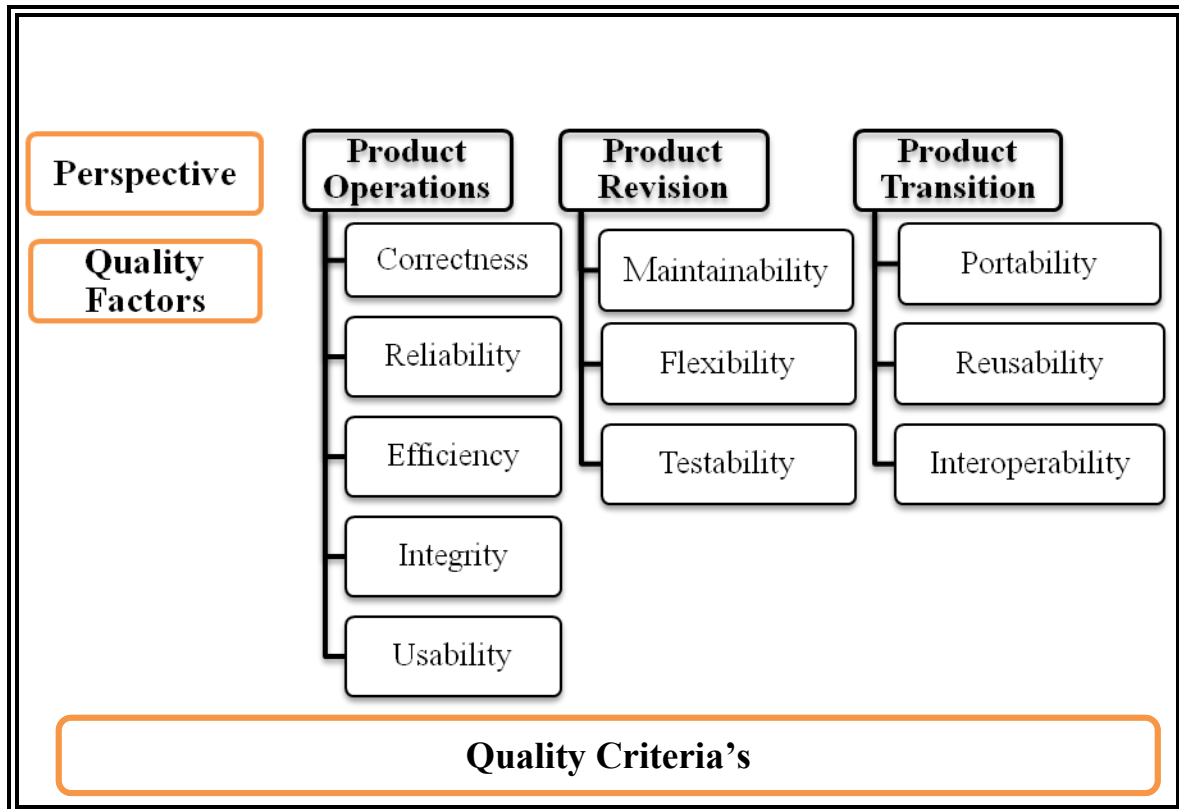 Perspective
Quality
Factors
Product
Operations
Correctness
Reliability
Efficiency
Integrity
Usability
Product
Revision
Maintainability
Flexibility
Testability
Product
Transition
Portability
Reusability
Interoperability
Quality Criteria’s